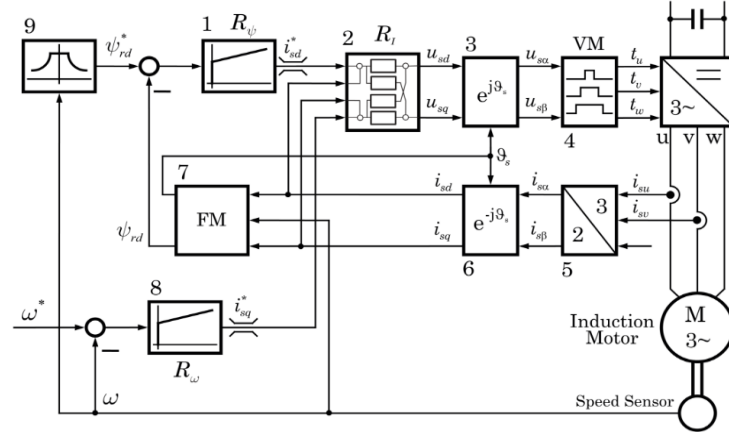 9
ψ*rd
1 Rψ
i*sd
2 RI
usd
usq
3
e^jϑs
usα
usβ
VM
4
tu
tv
tw
3~
u v w
ϑs
7
FM
ψrd
isd
isq
e^-jϑs
6
isα
isβ
3
2
5
isu
isv
8
i*sq
Rω
ω*
ω
Induction
Motor
M
3~
Speed Sensor